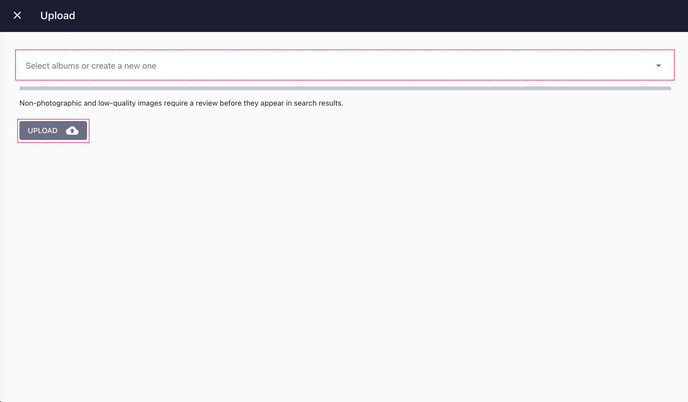 Upload
Select albums or create a new one
Non-photographic and low-quality images require a review before they appear in search results.
UPLOAD